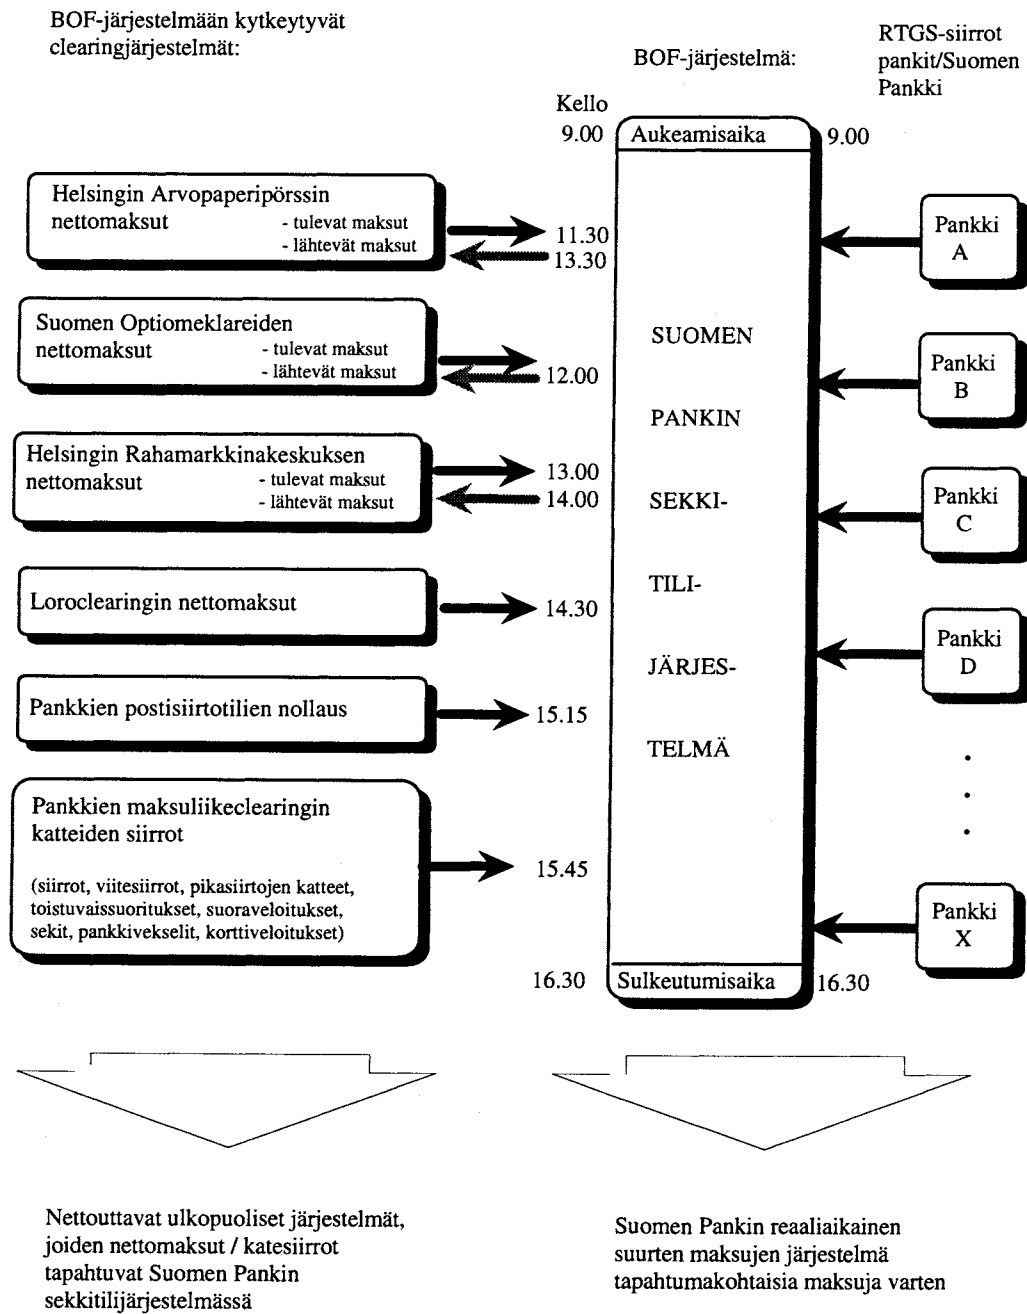 BOF-järjestelmään kytkeytyvät
clearingjärjestelmät:
BOF-järjestelmä:
RTGS-siirrot
pankit/Suomen
Pankki
Kello
9.00
Aukeamisaika
9.00
Helsingin Arvopaperipörssin
nettomaksut
- tulevat maksut
- lähtevät maksut
11.30
13.30
Suomen Optiomeklareiden
nettomaksut
- tulevat maksut
- lähtevät maksut
12.00
Helsingin Rahamarkkinakeskuksen
nettomaksut
- tulevat maksut
- lähtevät maksut
13.00
14.00
Loroclearingin nettomaksut
14.30
Pankkien postisiirtotilien nollaus
15.15
Pankkien maksuliikeclearingin
katteiden siirrot
(siirrot, viitesiirrot, pikasiirtojen katteet,
toistuvaissuoritukset, suoraveloitukset,
sekit, pankkivekselit, korttiveloitukset)
15.45
SUOMEN
PANKIN
SEKKI-
TILI-
JÄRJES-
TELMÄ
Pankki
A
Pankki
B
Pankki
C
Pankki
D
.
.
.
Pankki
X
16.30
Sulkeutumisaika
16.30
Nettouttavat ulkopuoliset järjestelmät,
joiden nettomaksut / katesiirrot
tapahtuvat Suomen Pankin
sekkitilijärjestelmässä
Suomen Pankin reaaliaikainen
suurten maksujen järjestelmä
tapahtumakohtaisia maksuja varten